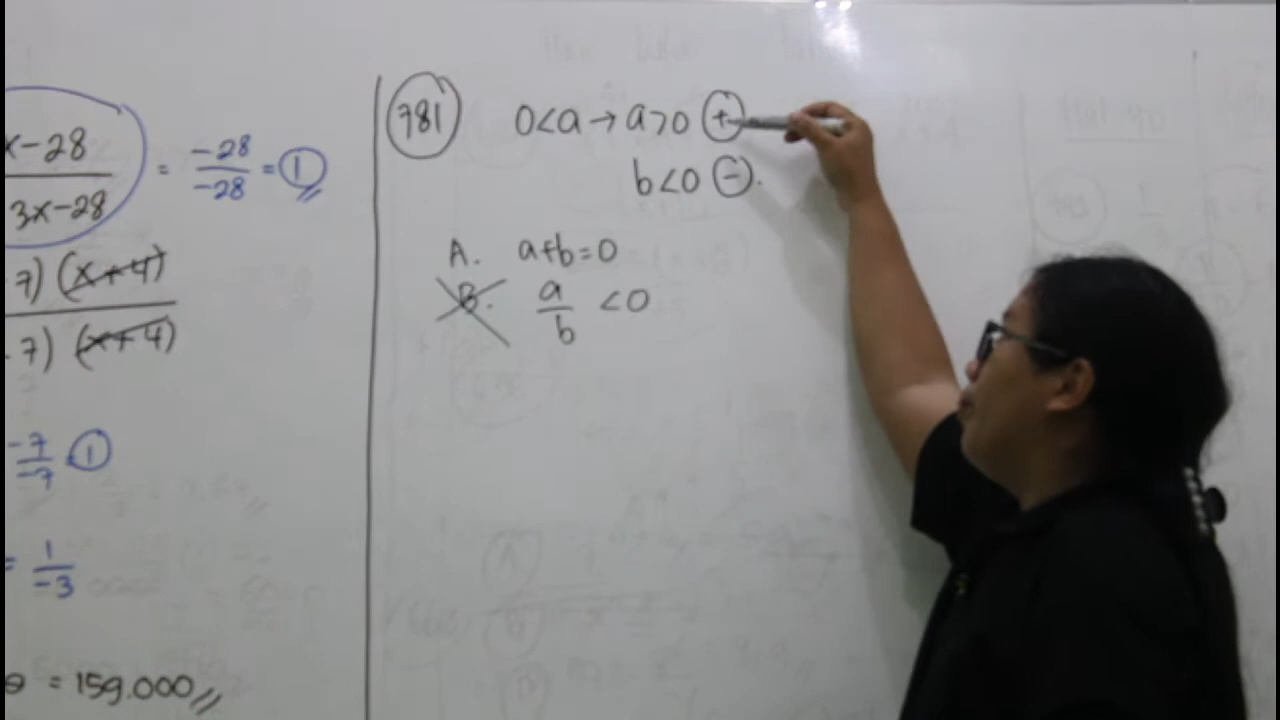 x-28 / 3x-28 = -28/-28 = 1
7) (x+4)
7) (x+4)
-7/-7 1
= 1/-3
= 159.000
781 0<a → a>0 +
b<0 -.
A. a+b=0
B. a/b <0